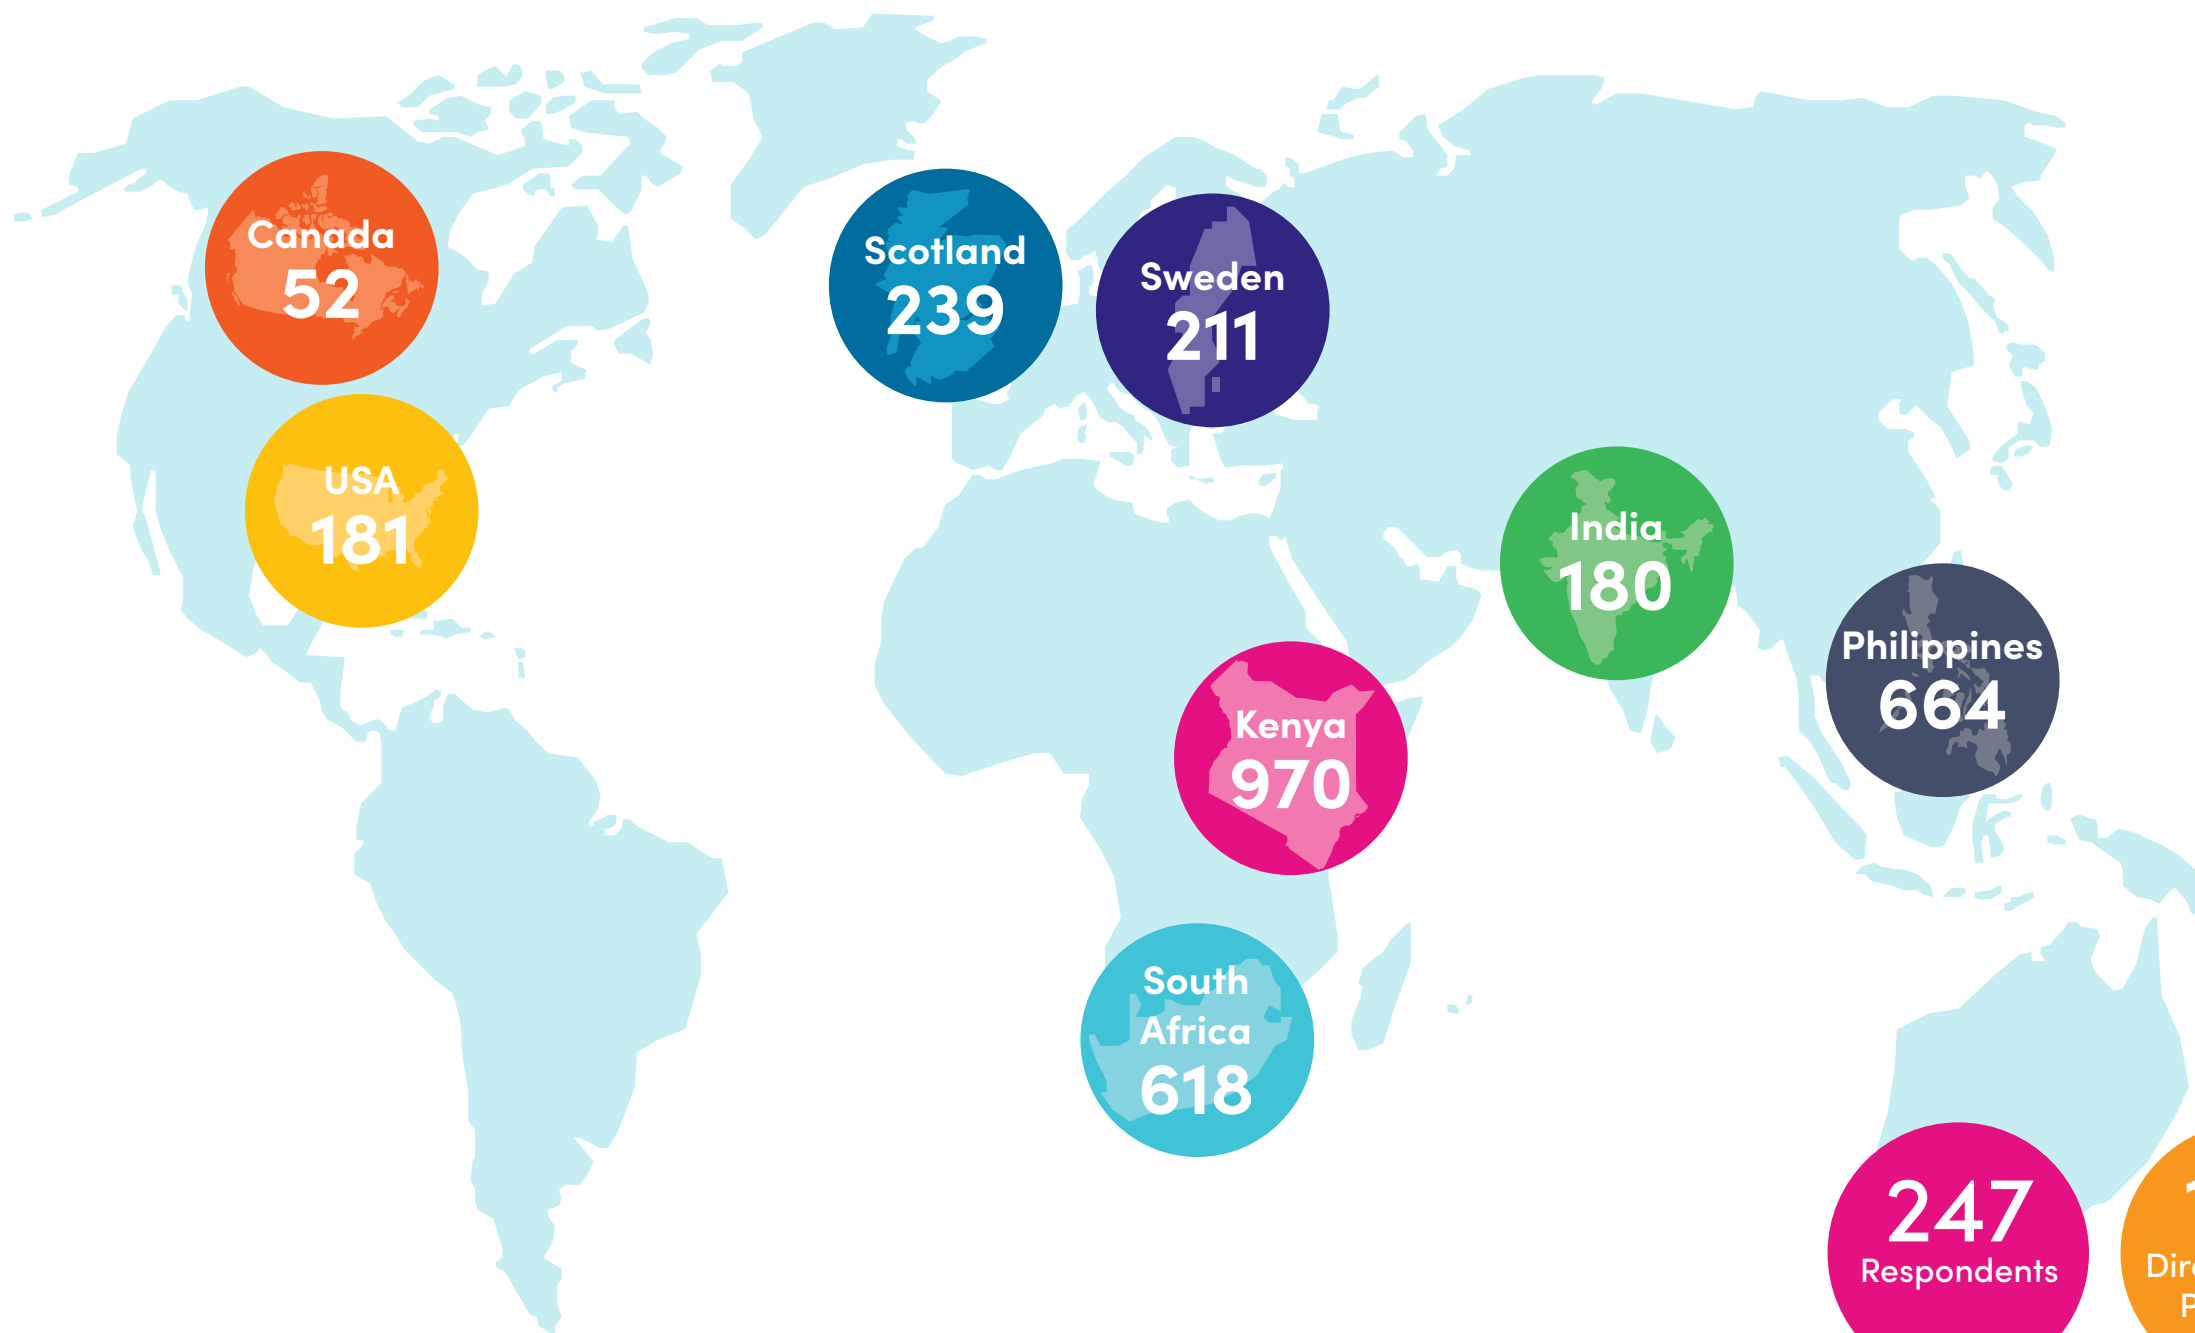 Canada
52
Scotland
239
Sweden
211
USA
181
India
180
Philippines
664
Kenya
970
South
Africa
618
247
Respondents